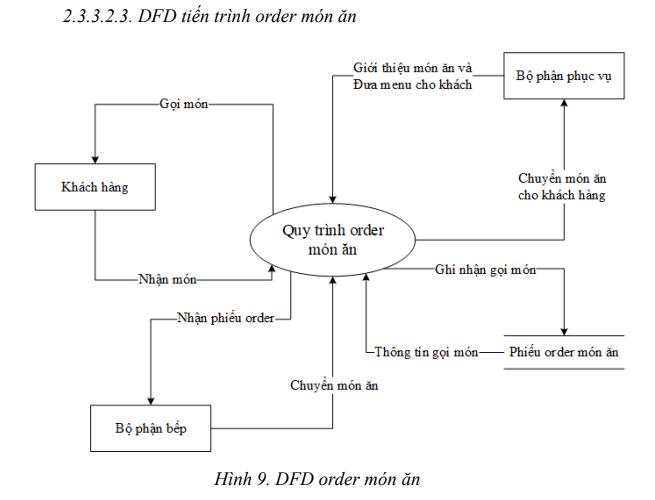 2.3.3.2.3. DFD tiến trình order món ăn
Giới thiệu món ăn và
Đưa menu cho khách
Bộ phận phục vụ
Gọi món
Khách hàng
Chuyển món ăn
cho khách hàng
Quy trình order
món ăn
Nhận món
Ghi nhận gọi món
Nhận phiếu order
Thông tin gọi món
Phiếu order món ăn
Chuyển món ăn
Bộ phận bếp
Hình 9. DFD order món ăn